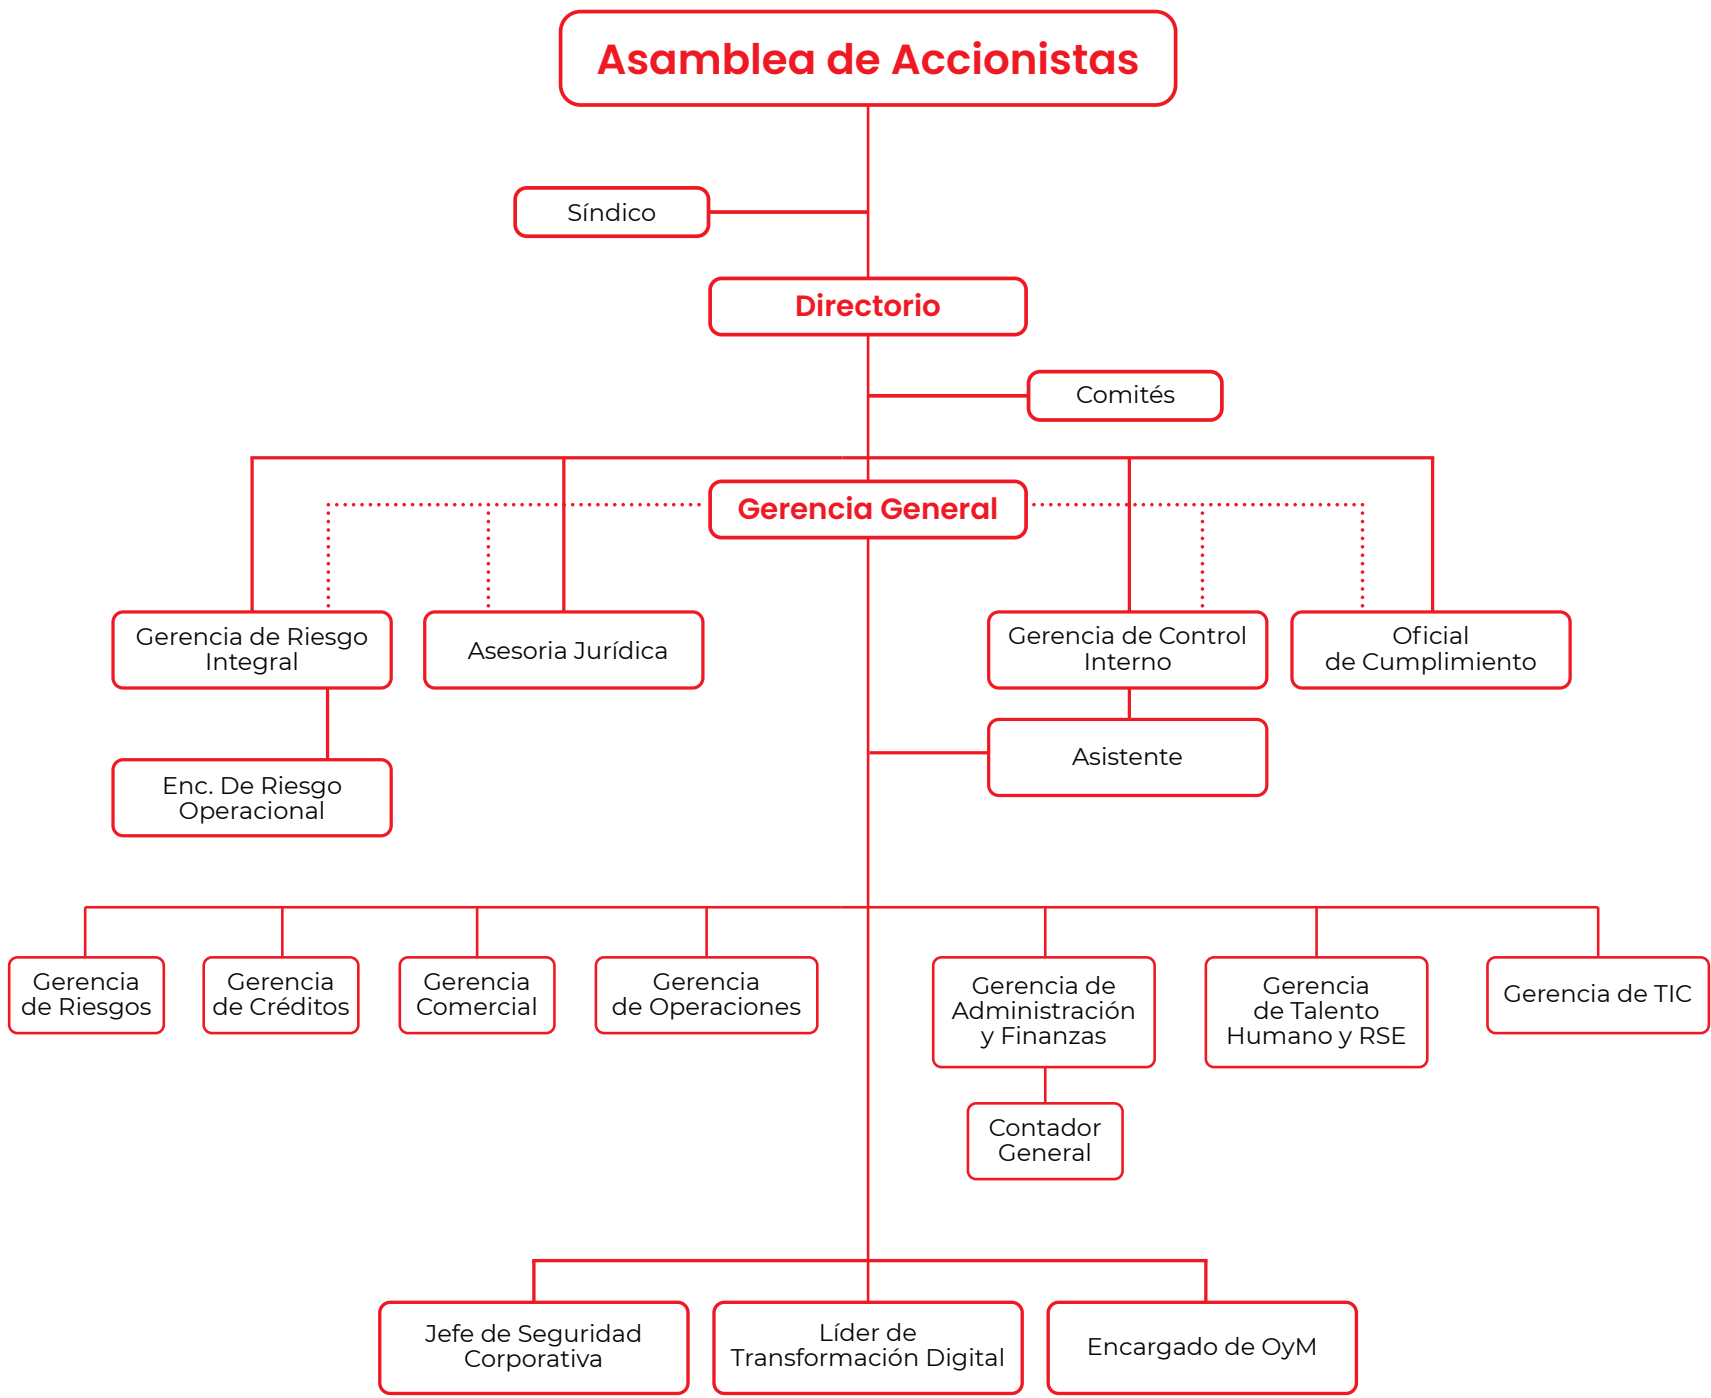 Asamblea de Accionistas
Síndico
Directorio
Comités
Gerencia General
Gerencia de Riesgo
Integral
Asesoria Jurídica
Gerencia de Control
Interno
Oficial
de Cumplimiento
Asistente
Enc. De Riesgo
Operacional
Gerencia
de Riesgos
Gerencia
de Créditos
Gerencia
Comercial
Gerencia
de Operaciones
Gerencia de
Administración
y Finanzas
Gerencia
de Talento
Humano y RSE
Gerencia de TIC
Contador
General
Jefe de Seguridad
Corporativa
Líder de
Transformación Digital
Encargado de OyM